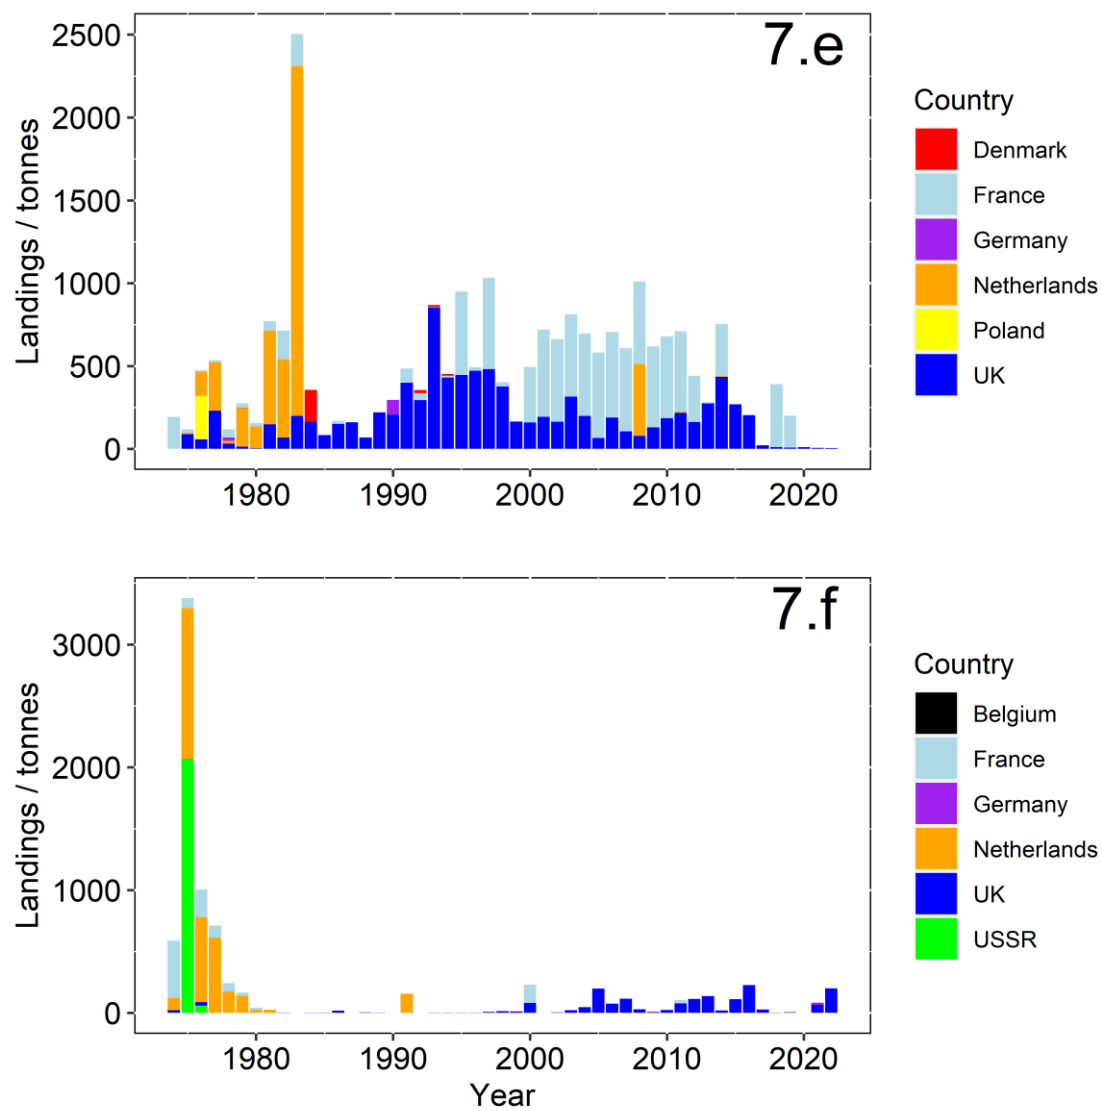 7.e
Landings / tonnes
2500
2000
1500
1000
500
0
1980 1990 2000 2010 2020
Country
Denmark
France
Germany
Netherlands
Poland
UK
7.f
Landings / tonnes
3000
2000
1000
0
1980 1990 2000 2010 2020
Year
Country
Belgium
France
Germany
Netherlands
UK
USSR